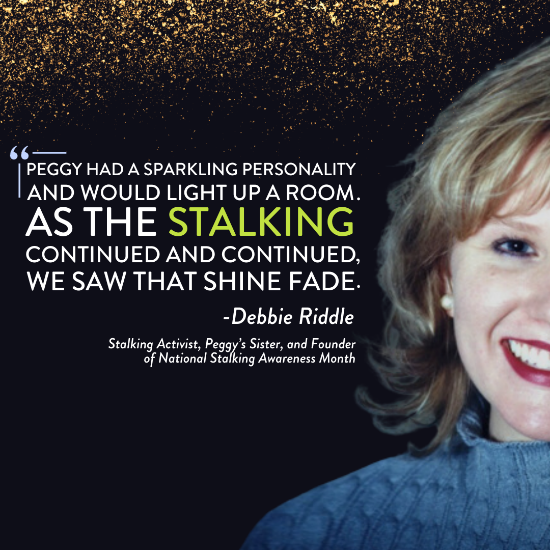 “PEGGY HAD A SPARKLING PERSONALITY
AND WOULD LIGHT UP A ROOM.
AS THE STALKING
CONTINUED AND CONTINUED,
WE SAW THAT SHINE FADE.
-Debbie Riddle
Stalking Activist, Peggy's Sister, and Founder
of National Stalking Awareness Month